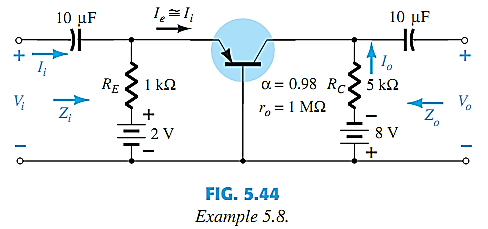 10 μF
I_e ≅ I_i
10 μF
+
I_i
R_E
1 kΩ
α = 0.98
R_C
5 kΩ
I_o
+
V_i
Z_i
r_o = 1 MΩ
Z_o
V_o
+
2 V
−
−
8 V
+
−
−
FIG. 5.44
Example 5.8.